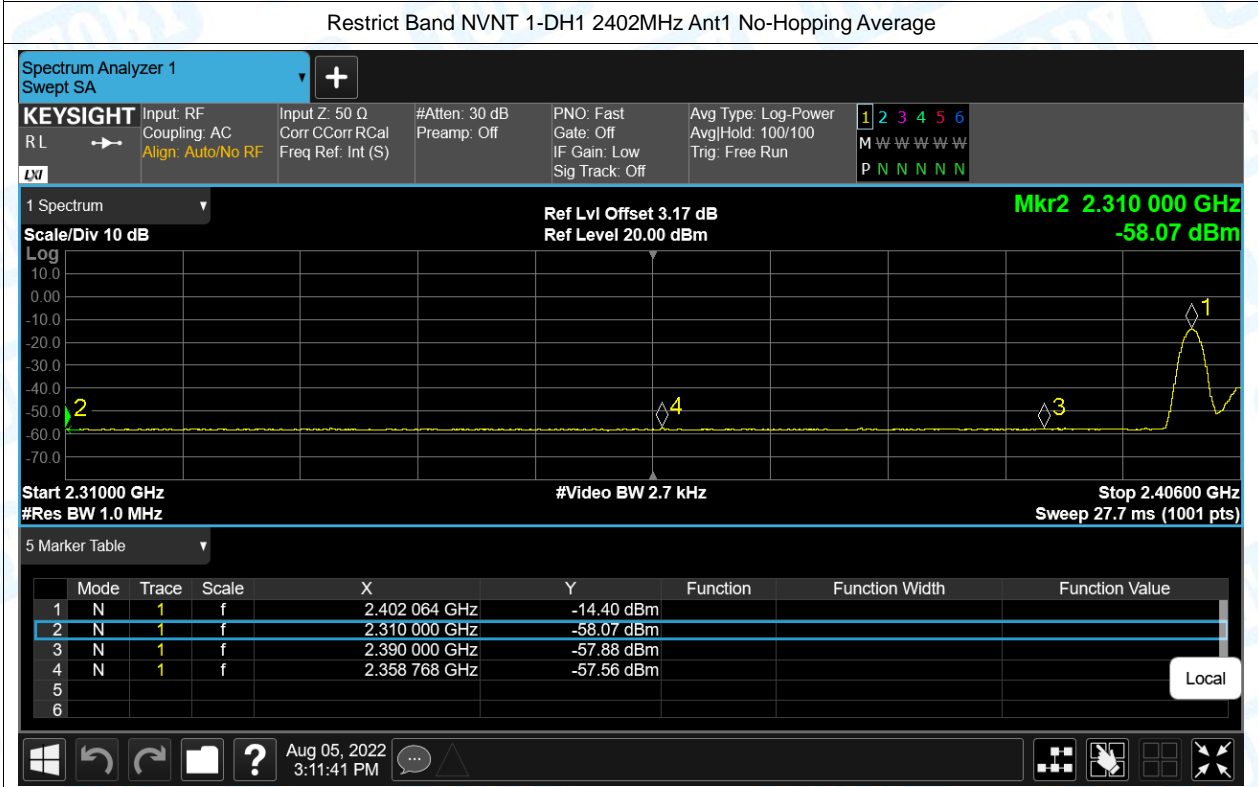 Restrict Band NVNT 1-DH1 2402MHz Ant1 No-Hopping Average
Spectrum Analyzer 1
Swept SA
KEYSIGHT
R L
LXI
Input: RF
Coupling: AC
Align: Auto/No RF
Input Z: 50 Ω
Corr CCorr RCal
Freq Ref: Int (S)
#Atten: 30 dB
Preamp: Off
PNO: Fast
Gate: Off
IF Gain: Low
Sig Track: Off
Avg Type: Log-Power
Avg|Hold: 100/100
Trig: Free Run
1 2 3 4 5 6
M W W W W W
P N N N N N
1 Spectrum
Scale/Div 10 dB
Ref Lvl Offset 3.17 dB
Ref Level 20.00 dBm
Mkr2 2.310 000 GHz
-58.07 dBm
Log
10.0
0.00
-10.0
-20.0
-30.0
-40.0
-50.0
-60.0
-70.0
1
2
4
3
Start 2.31000 GHz
#Video BW 2.7 kHz
Stop 2.40600 GHz
#Res BW 1.0 MHz
Sweep 27.7 ms (1001 pts)
5 Marker Table
Mode Trace Scale X Y Function Function Width Function Value
1 N 1 f 2.402 064 GHz -14.40 dBm
2 N 1 f 2.310 000 GHz -58.07 dBm
3 N 1 f 2.390 000 GHz -57.88 dBm
4 N 1 f 2.358 768 GHz -57.56 dBm
5
6
Local
?
Aug 05, 2022
3:11:41 PM